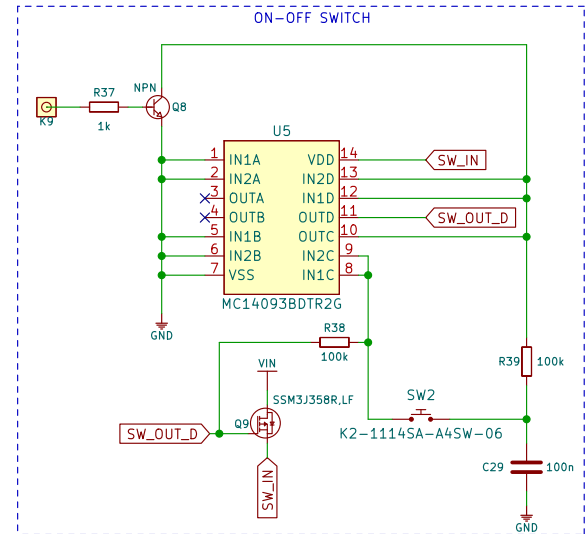 ON-OFF SWITCH
NPN
R37
Q8
K9
1k
U5
1 IN1A VDD 14 SW_IN
2 IN2A IN2D 13
3 OUTA IN1D 12
4 OUTB OUTD 11 SW_OUT_D
5 IN1B OUTC 10
6 IN2B IN2C 9
7 VSS IN1C 8
MC14093BDTR2G
GND
R38
100k
R39 100k
VIN
SSM3J358R,LF
Q9
SW_OUT_D
SW_IN
SW2
K2-1114SA-A4SW-06
C29 100n
GND